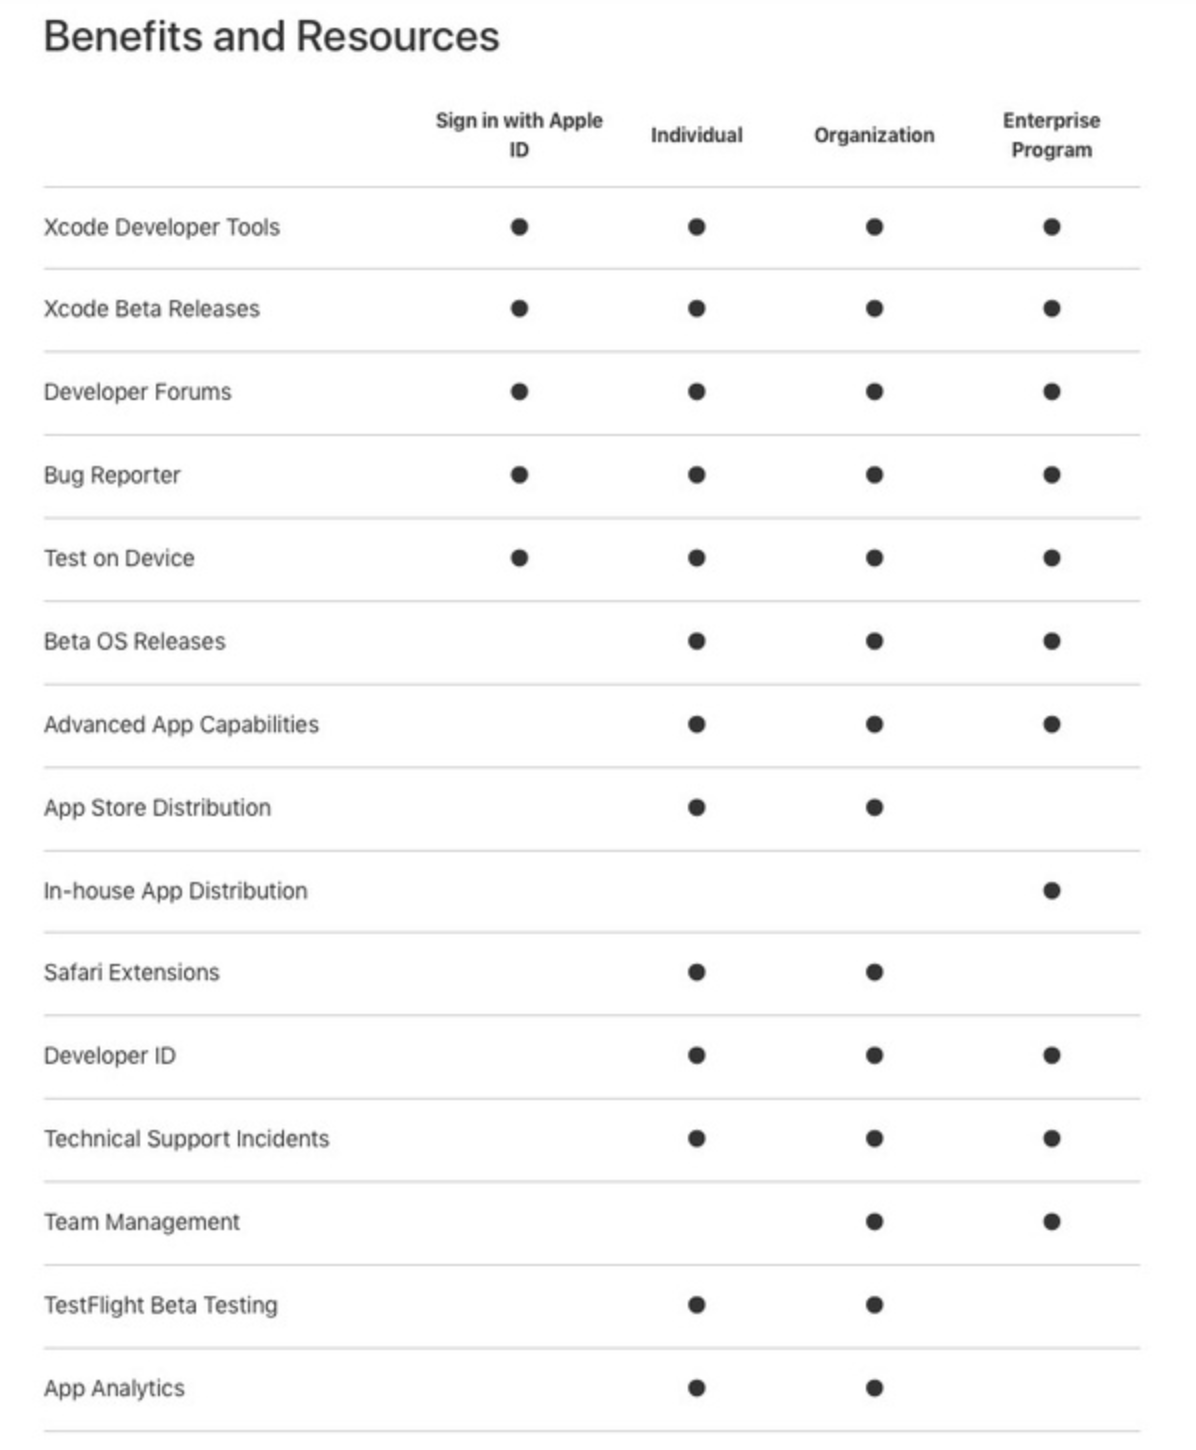 Benefits and Resources
Sign in with Apple
ID
Individual
Organization
Enterprise
Program
Xcode Developer Tools ● ● ● ●
Xcode Beta Releases ● ● ● ●
Developer Forums ● ● ● ●
Bug Reporter ● ● ● ●
Test on Device ● ● ● ●
Beta OS Releases ● ● ●
Advanced App Capabilities ● ● ●
App Store Distribution ● ●
In-house App Distribution ●
Safari Extensions ● ●
Developer ID ● ● ●
Technical Support Incidents ● ● ●
Team Management ● ●
TestFlight Beta Testing ● ●
App Analytics ● ●